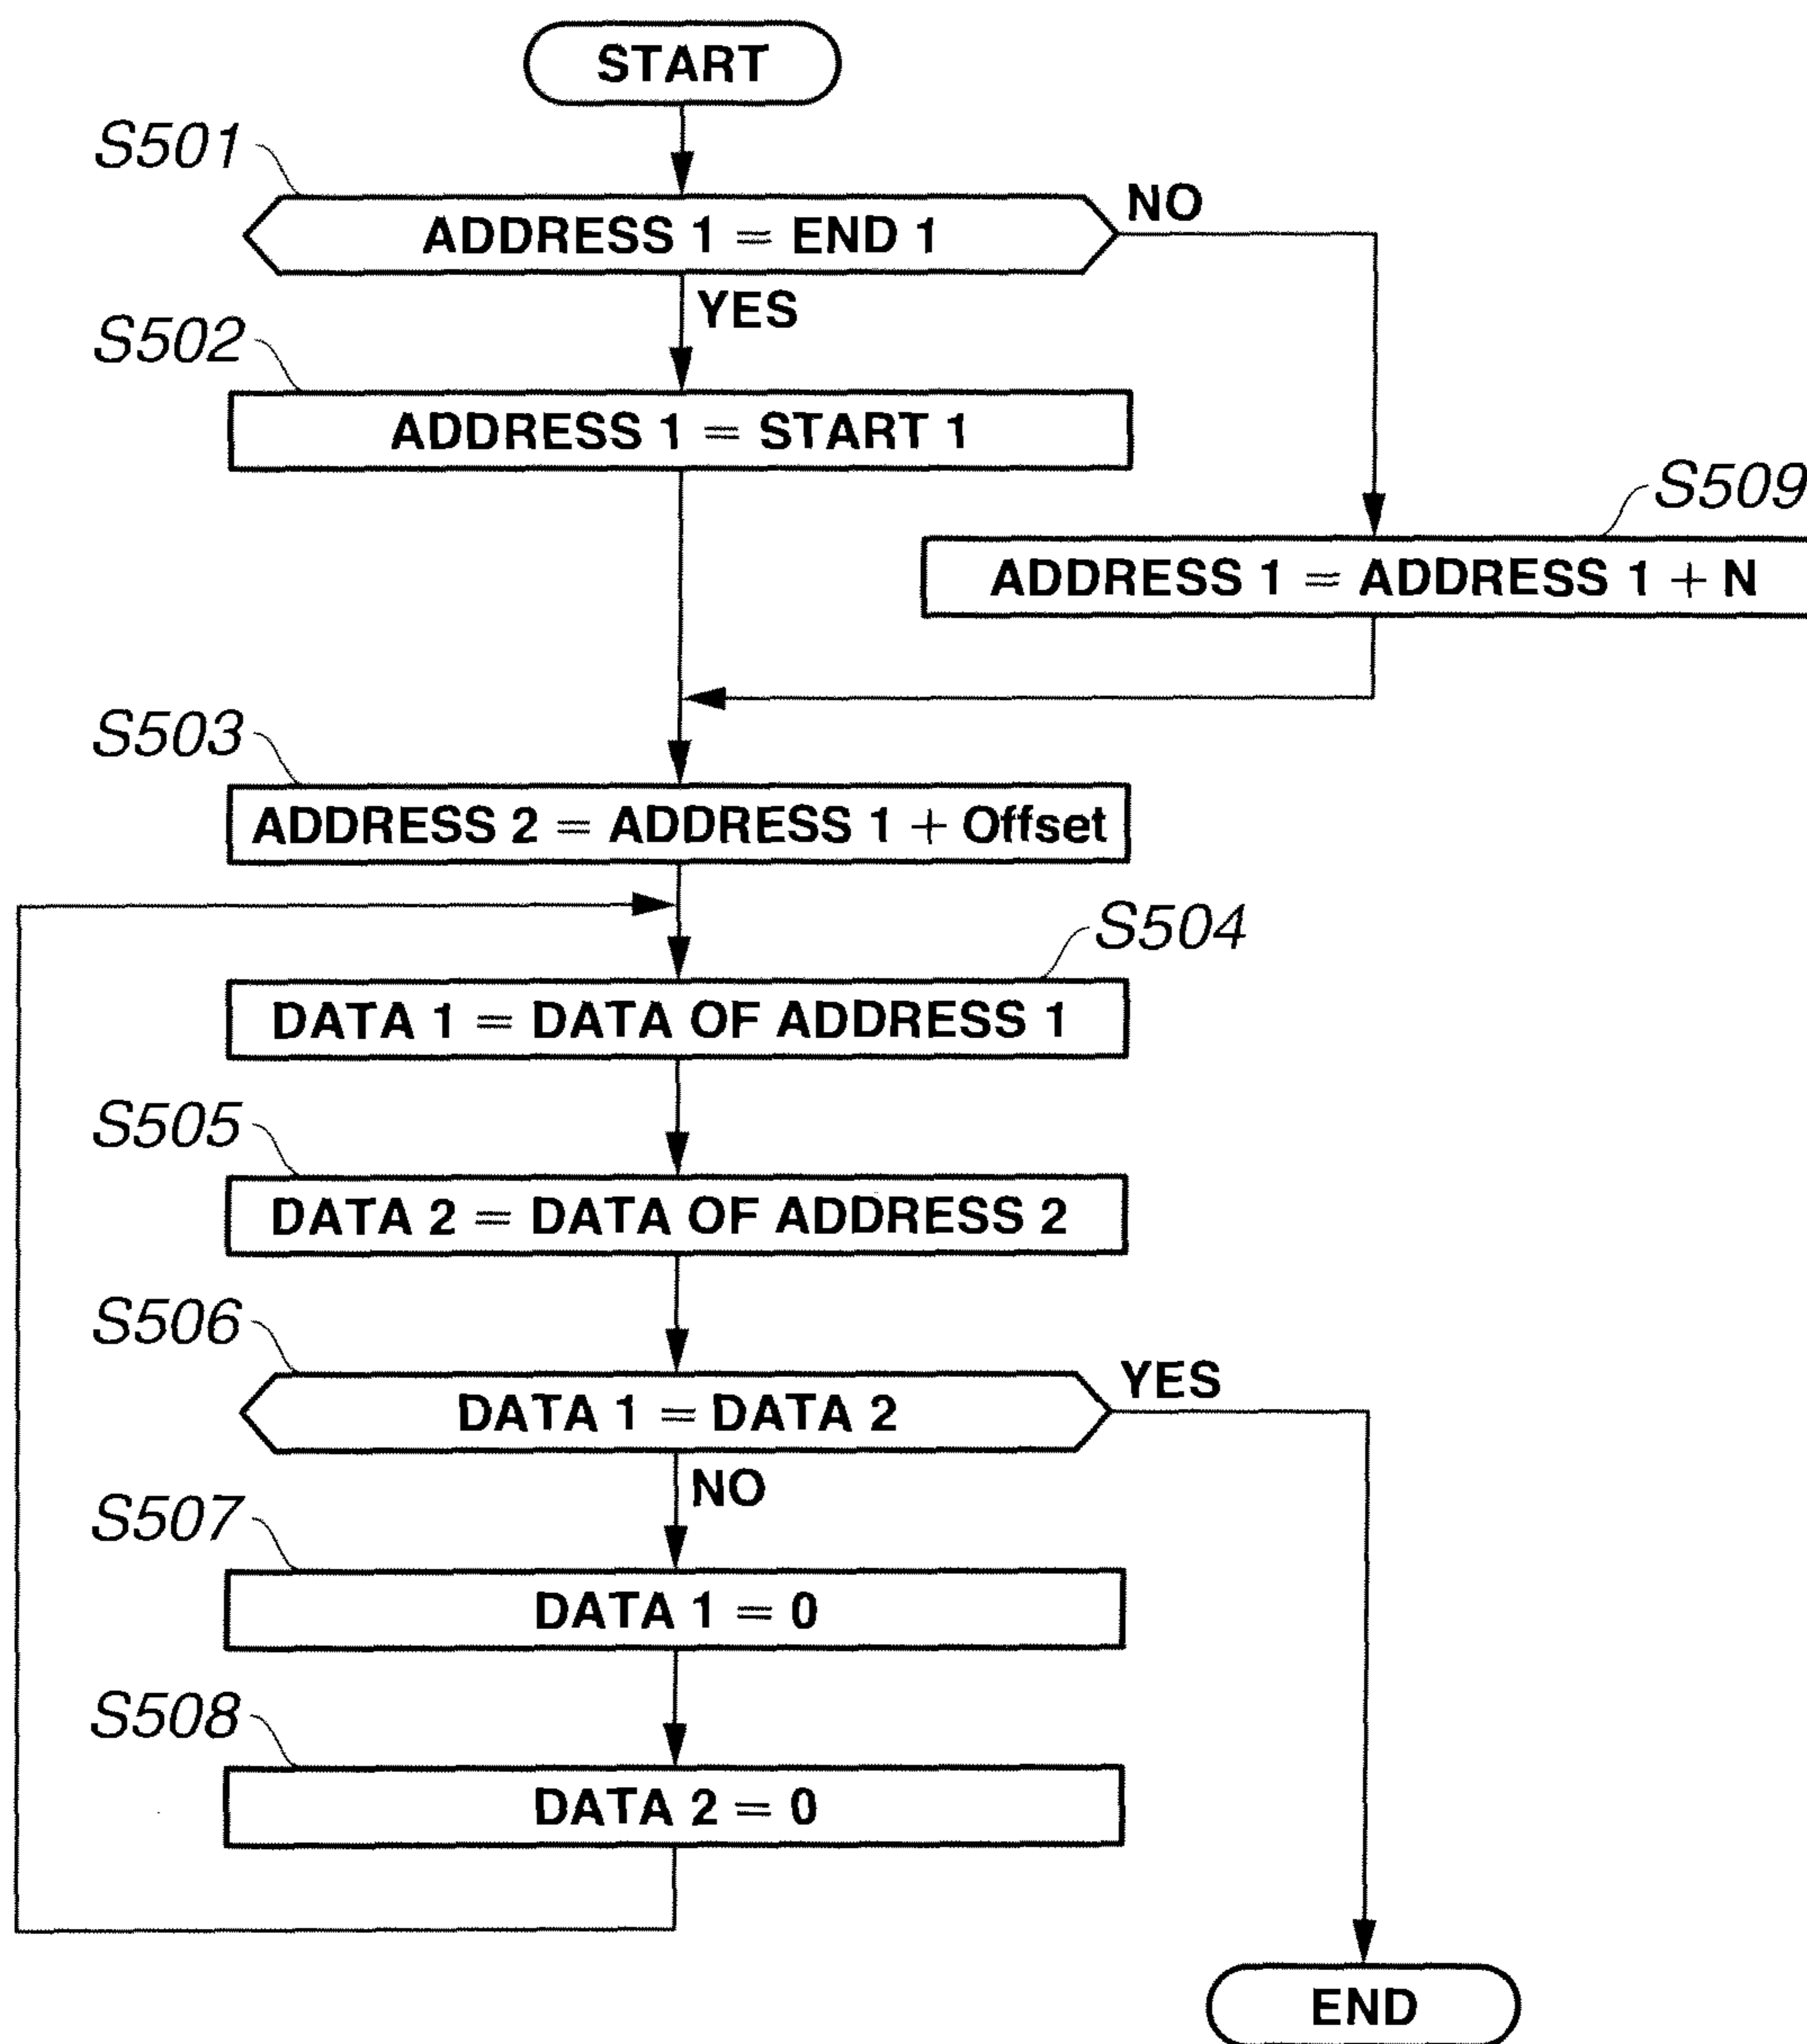 START
S501
ADDRESS 1 = END 1
NO
YES
S502
ADDRESS 1 = START 1
S509
ADDRESS 1 = ADDRESS 1 + N
S503
ADDRESS 2 = ADDRESS 1 + Offset
S504
DATA 1 = DATA OF ADDRESS 1
S505
DATA 2 = DATA OF ADDRESS 2
S506
DATA 1 = DATA 2
YES
NO
S507
DATA 1 = 0
S508
DATA 2 = 0
END